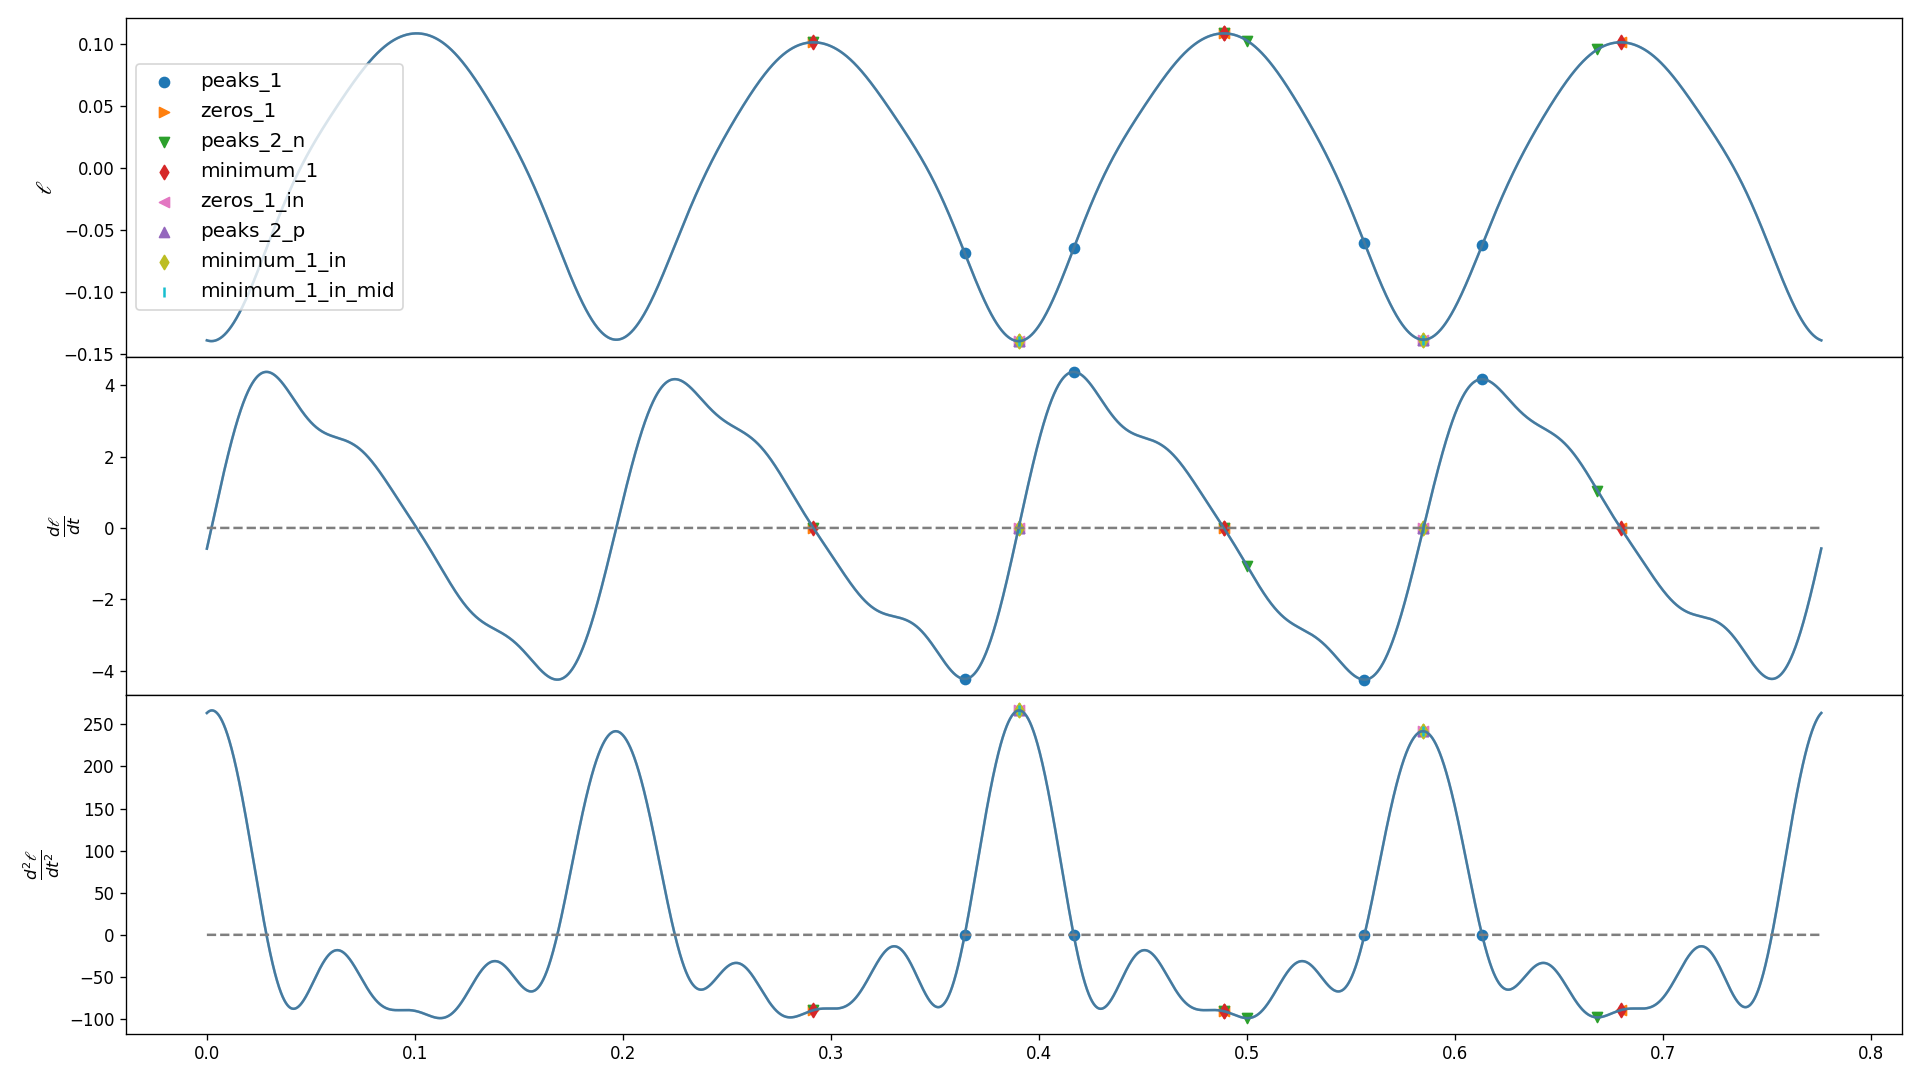 0.10
0.05
0.00
−0.05
−0.10
−0.15
ℓ
peaks_1
zeros_1
peaks_2_n
minimum_1
zeros_1_in
peaks_2_p
minimum_1_in
minimum_1_in_mid
4
2
0
−2
−4
dℓ
dt
250
200
150
100
50
0
−50
−100
d²ℓ
dt²
0.0 0.1 0.2 0.3 0.4 0.5 0.6 0.7 0.8